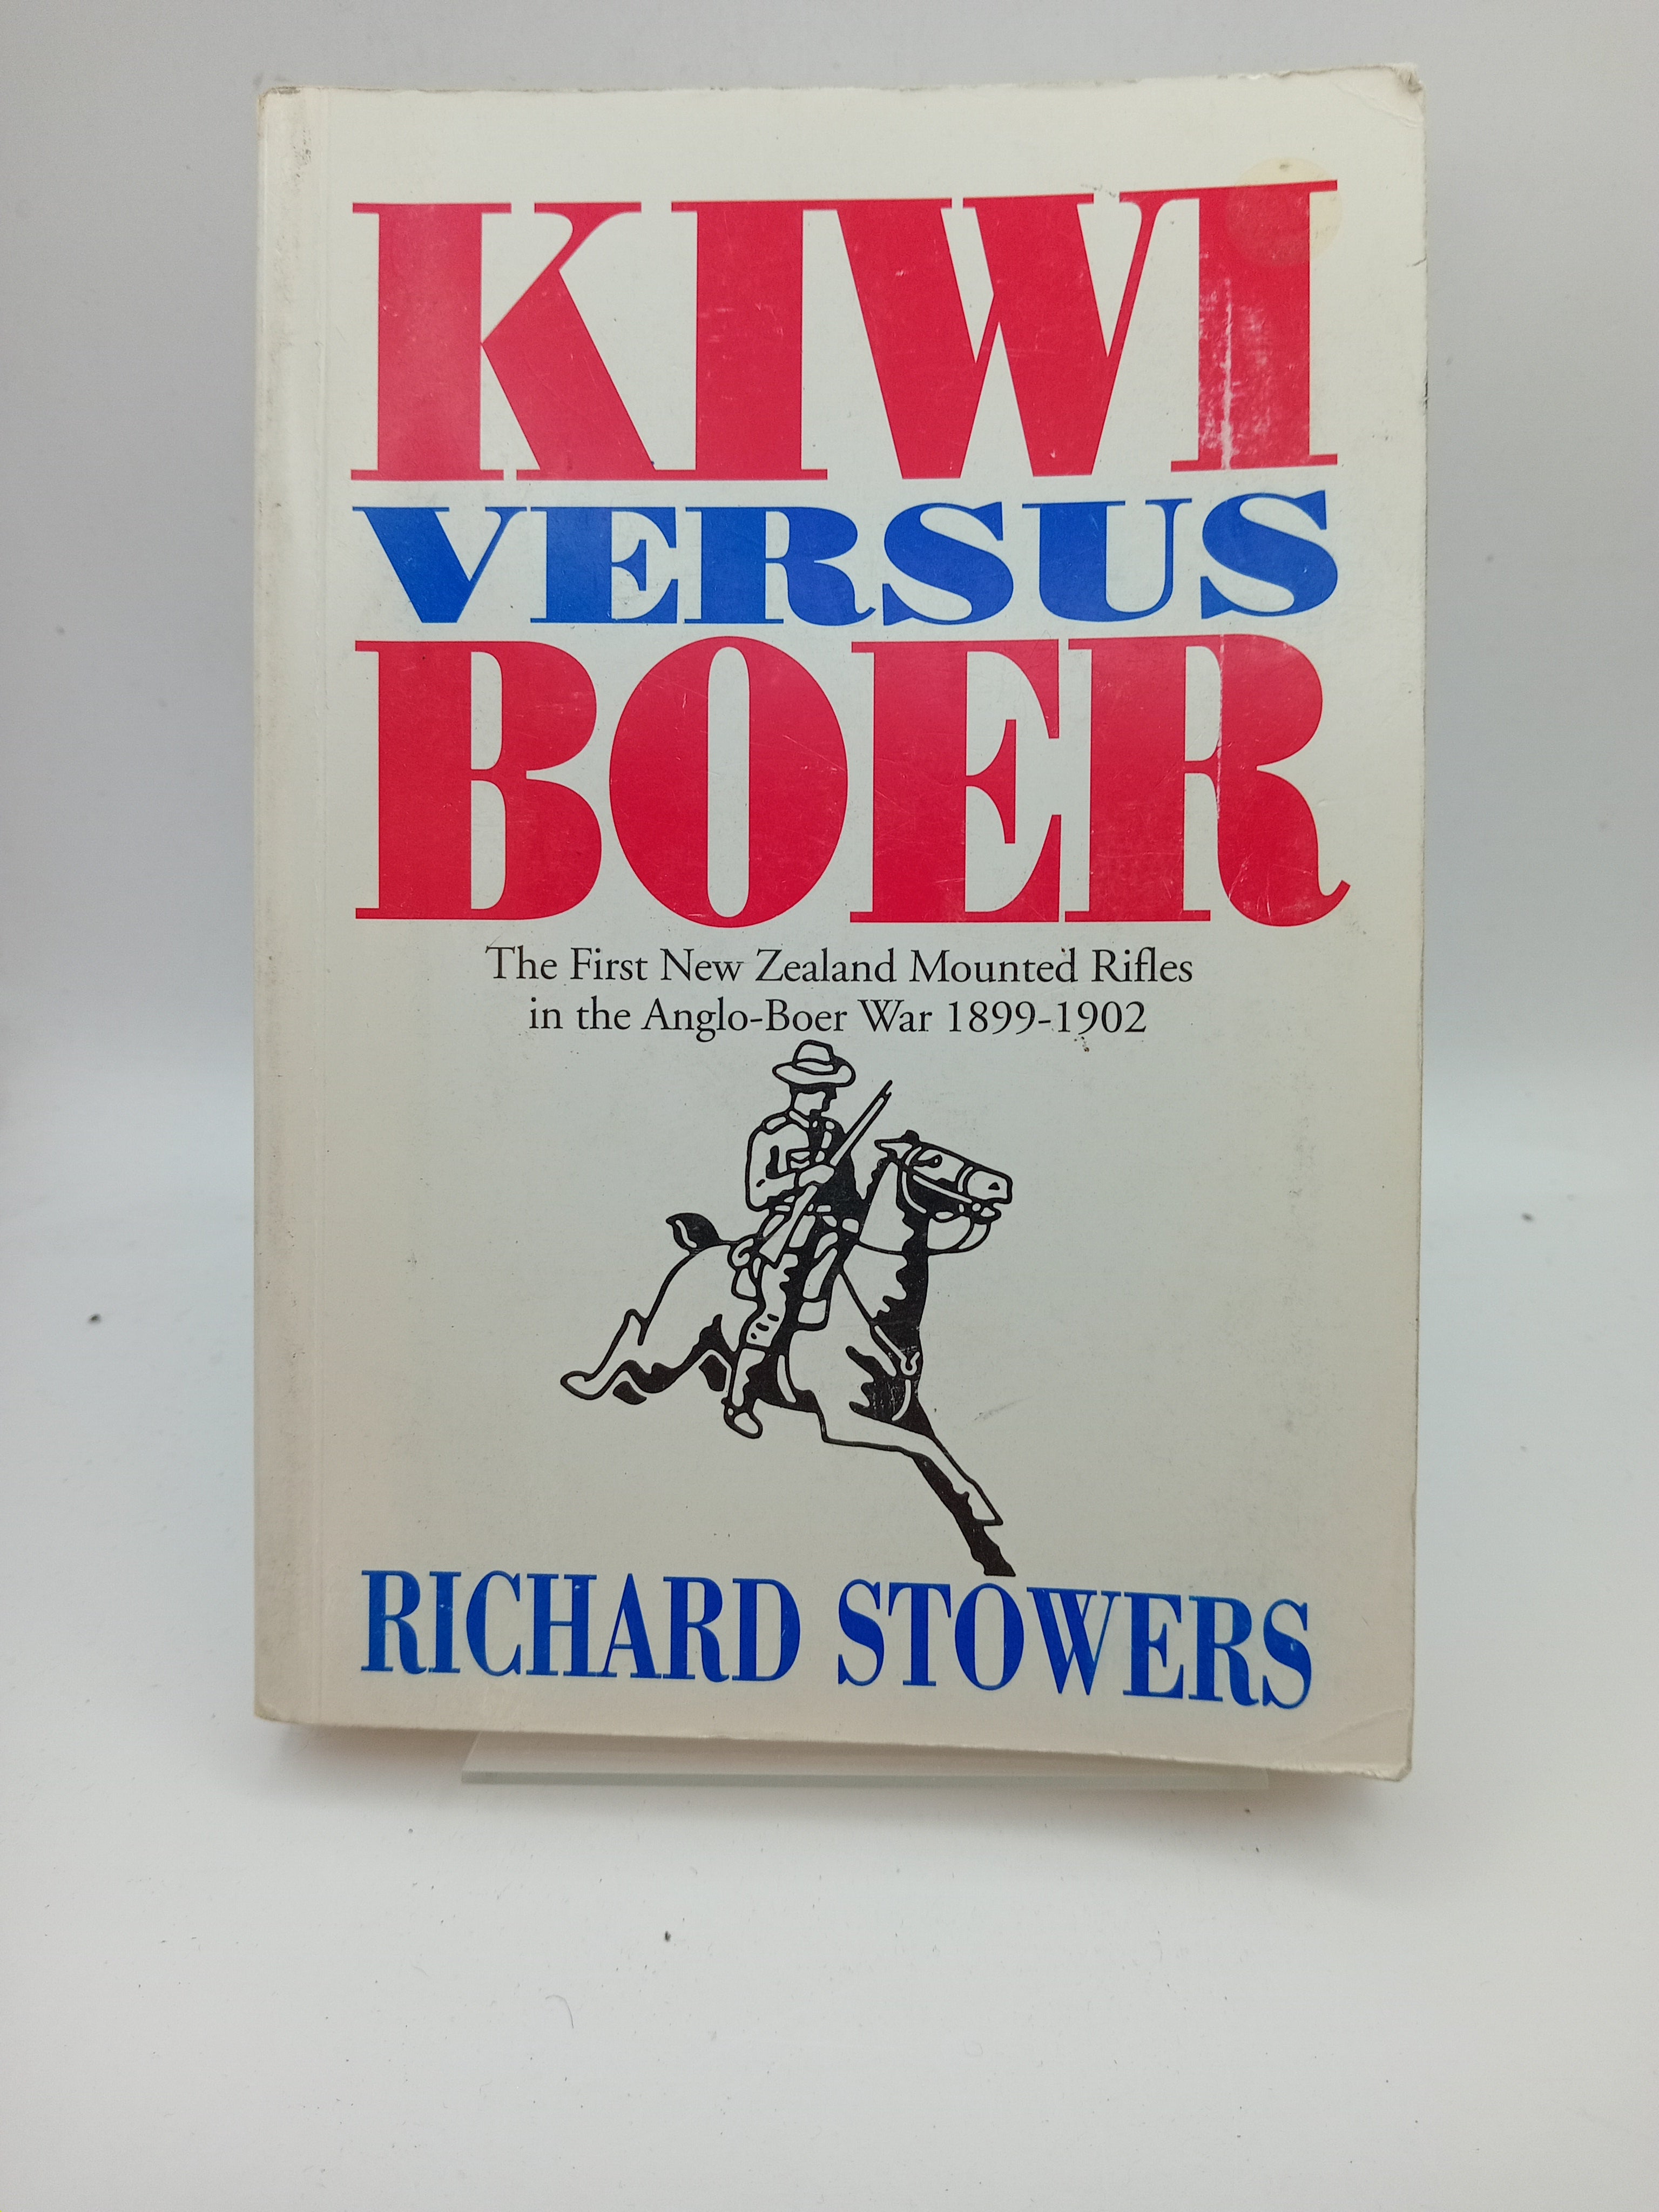 KIWI
VERSUS
BOER
The First New Zealand Mounted Rifles
in the Anglo-Boer War 1899-1902
RICHARD STOWERS